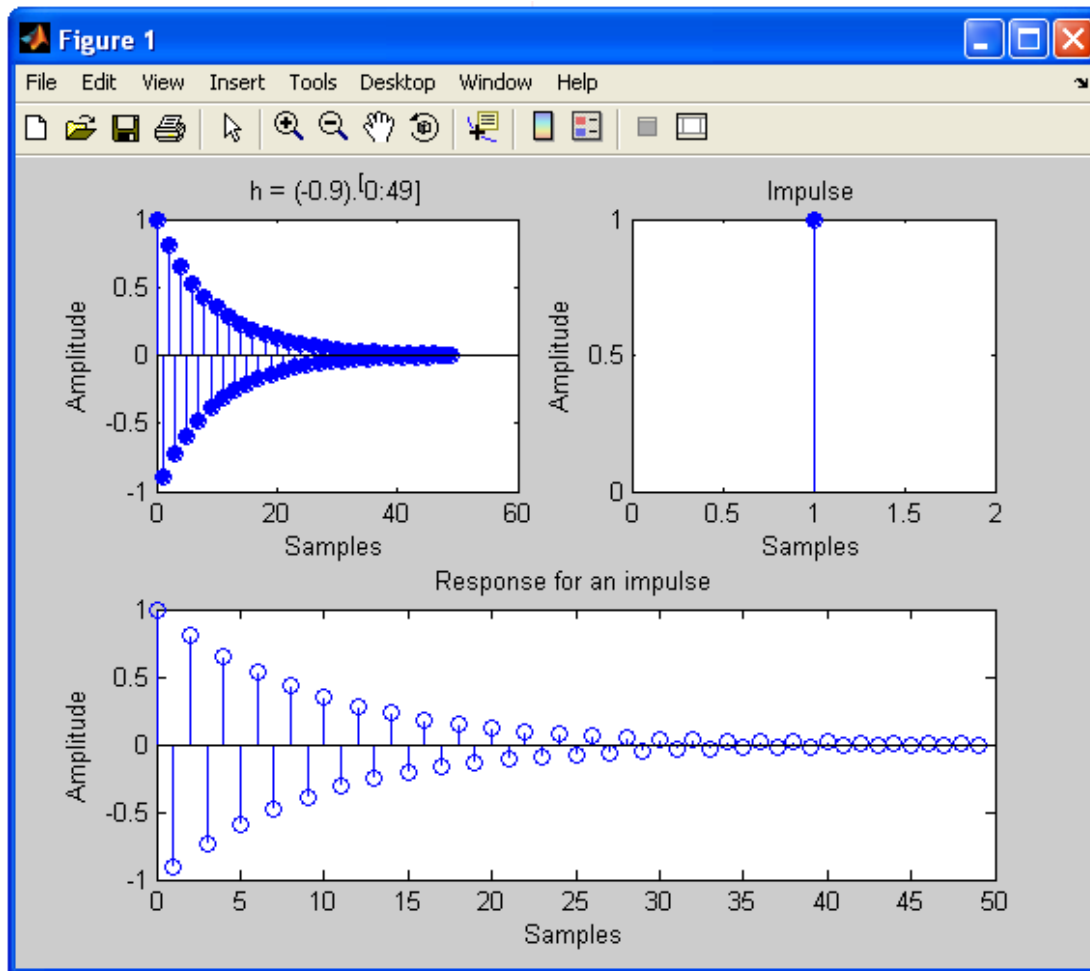 Figure 1
File Edit View Insert Tools Desktop Window Help
h = (-0.9).[0:49]
1
0.5
0
-0.5
-1
Amplitude
0 20 40 60
Samples
Impulse
1
0.5
0
Amplitude
0 0.5 1 1.5 2
Samples
Response for an impulse
1
0.5
0
-0.5
-1
Amplitude
0 5 10 15 20 25 30 35 40 45 50
Samples